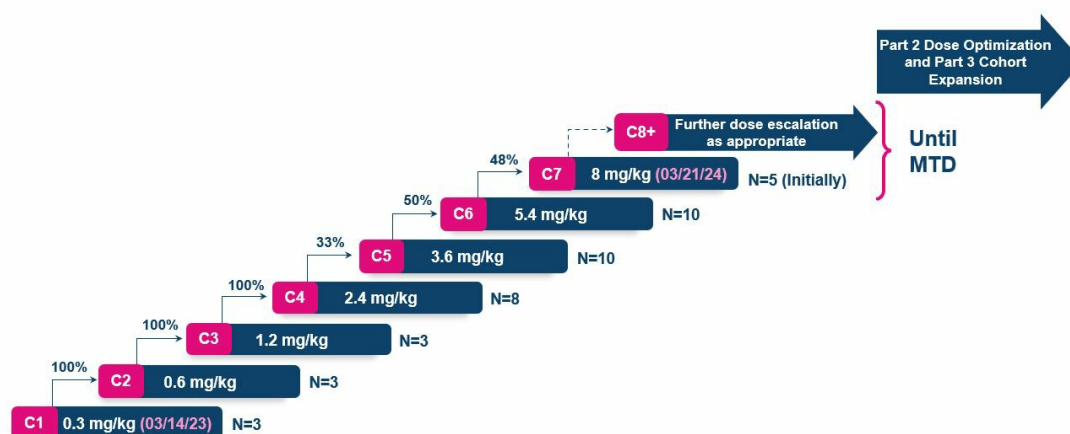 Part 2 Dose Optimization
and Part 3 Cohort
Expansion
C8+ Further dose escalation
as appropriate
Until
MTD
48%
C7 8 mg/kg (03/21/24) N=5 (Initially)
50%
C6 5.4 mg/kg N=10
33%
C5 3.6 mg/kg N=10
100%
C4 2.4 mg/kg N=8
100%
C3 1.2 mg/kg N=3
100%
C2 0.6 mg/kg N=3
C1 0.3 mg/kg (03/14/23) N=3